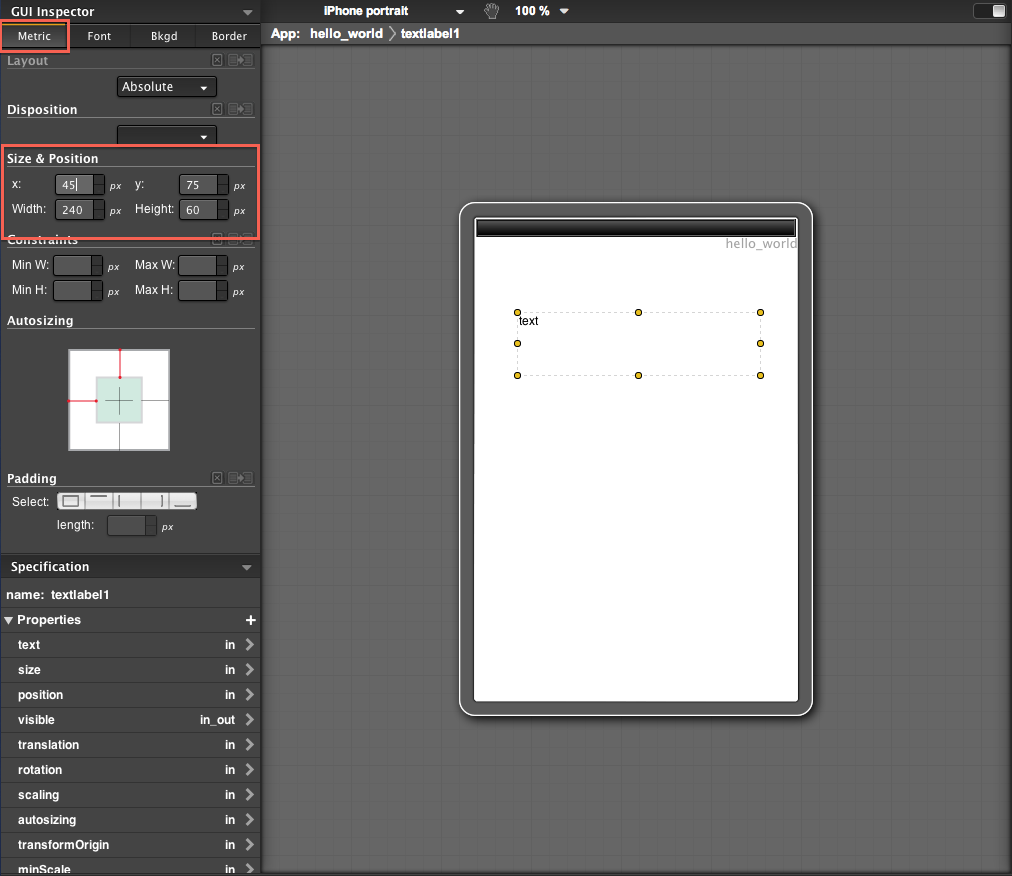 GUI Inspector
iPhone portrait 100 %
Metric Font Bkgd Border
App: hello_world textlabel1
Layout
Absolute
Disposition
Size & Position
x: 45 px y: 75 px
Width: 240 px Height: 60 px
Constraints
Min W: px Max W: px
Min H: px Max H: px
Autosizing
Padding
Select:
length: px
Specification
name: textlabel1
Properties +
text in
size in
position in
visible in_out
translation in
rotation in
scaling in
autosizing in
transformOrigin in
minScale in
hello_world
text